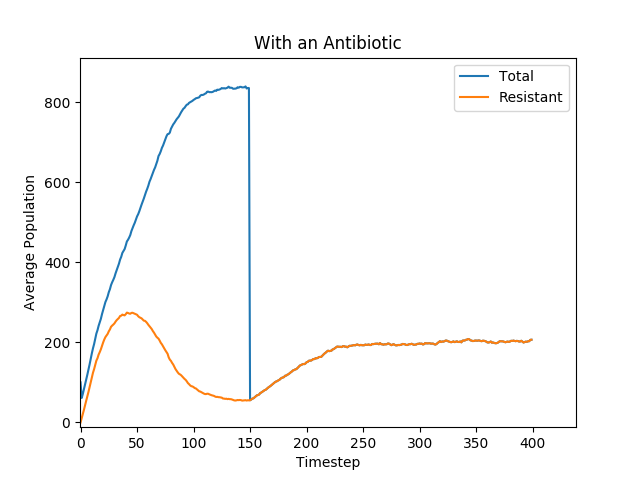 With an Antibiotic
Total
Resistant
Average Population
800
600
400
200
0
0 50 100 150 200 250 300 350 400
Timestep